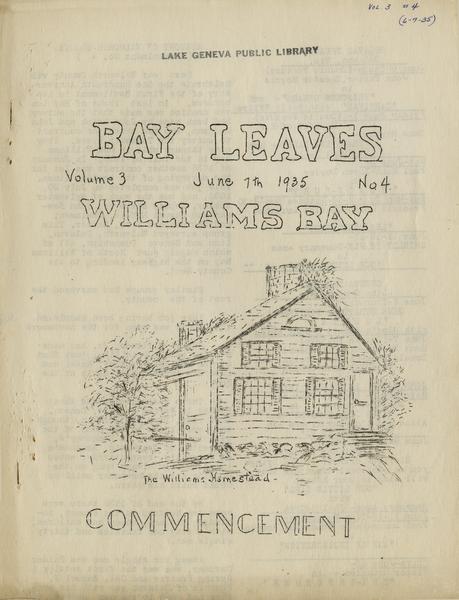 Vol. 3 # 4
(6-7-35)
LAKE GENEVA PUBLIC LIBRARY
BAY LEAVES
Volume 3 June 7th 1935 No 4
WILLIAMS BAY
The Williams Homestead -
COMMENCEMENT